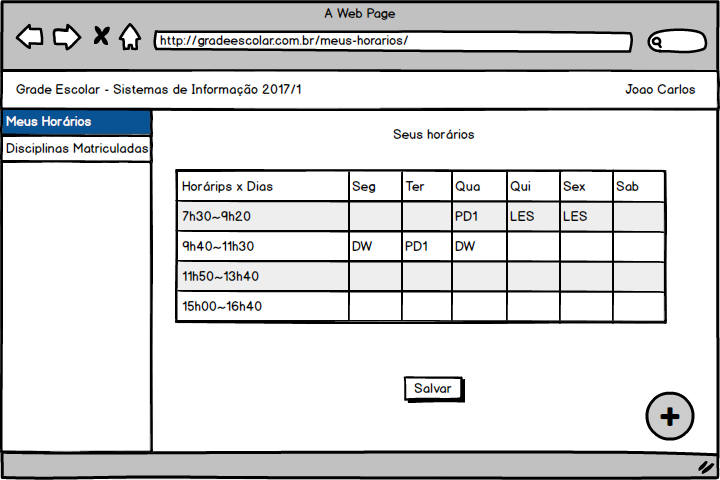 A Web Page
http://gradeescolar.com.br/meus-horarios/
Grade Escolar - Sistemas de Informação 2017/1 Joao Carlos
Meus Horários
Disciplinas Matriculadas
Seus horários
Horárips x Dias Seg Ter Qua Qui Sex Sab
7h30~9h20 PD1 LES LES
9h40~11h30 DW PD1 DW
11h50~13h40
15h00~16h40
Salvar